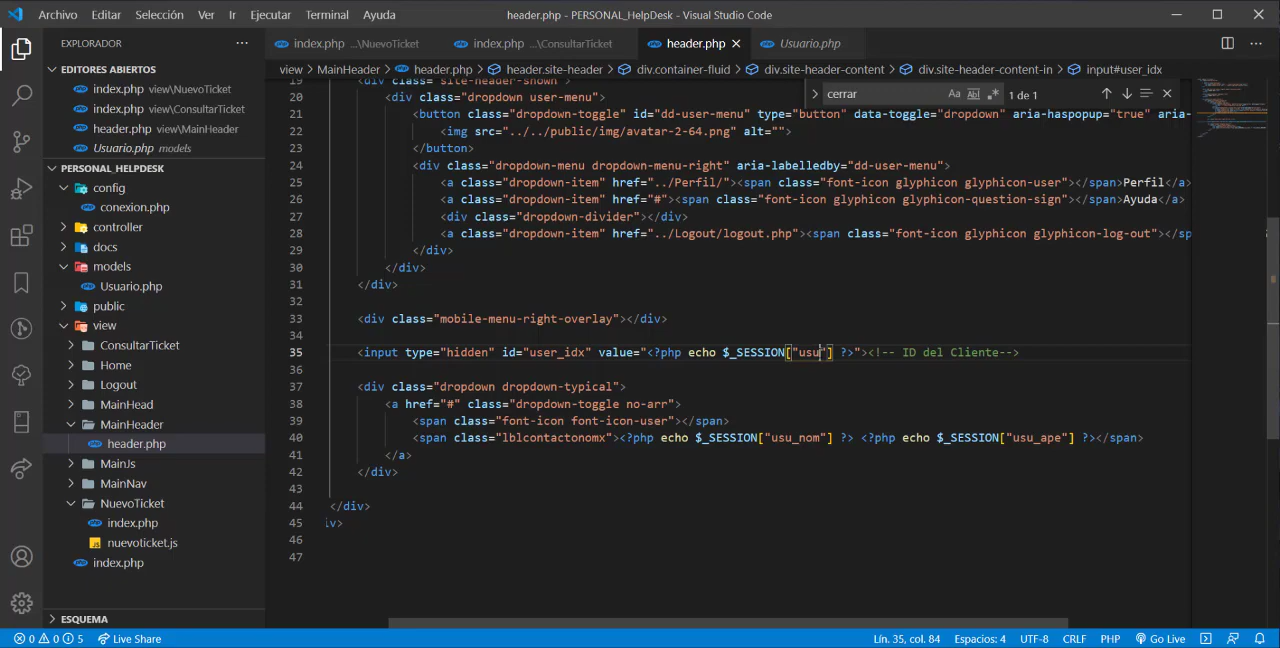 Archivo Editar Selección Ver Ir Ejecutar Terminal Ayuda header.php - PERSONAL_HelpDesk - Visual Studio Code
EXPLORADOR
EDITORES ABIERTOS
index.php view\NuevoTicket
index.php view\ConsultarTicket
header.php view\MainHeader
Usuario.php models
PERSONAL_HELPDESK
config
conexion.php
controller
docs
models
Usuario.php
public
view
ConsultarTicket
Home
Logout
MainHead
MainHeader
header.php
MainJs
MainNav
NuevoTicket
index.php
nuevoticket.js
index.php
ESQUEMA
index.php ...\NuevoTicket index.php ...\ConsultarTicket header.php Usuario.php
view > MainHeader > header.php > header.site-header > div.container-fluid > div.site-header-content > div.site-header-content-in > input#user_idx
cerrar Aa Ab 1 de 1
19 <div class="site-header-shown">
20 <div class="dropdown user-menu">
21 <button class="dropdown-toggle" id="dd-user-menu" type="button" data-toggle="dropdown" aria-haspopup="true" aria-
22 <img src="../../public/img/avatar-2-64.png" alt="">
23 </button>
24 <div class="dropdown-menu dropdown-menu-right" aria-labelledby="dd-user-menu">
25 <a class="dropdown-item" href="../Perfil/"><span class="font-icon glyphicon glyphicon-user"></span>Perfil</a>
26 <a class="dropdown-item" href="#"><span class="font-icon glyphicon glyphicon-question-sign"></span>Ayuda</a>
27 <div class="dropdown-divider"></div>
28 <a class="dropdown-item" href="../Logout/logout.php"><span class="font-icon glyphicon glyphicon-log-out"></sp
29 </div>
30 </div>
31 </div>
32
33 <div class="mobile-menu-right-overlay"></div>
34
35 <input type="hidden" id="user_idx" value="<?php echo $_SESSION["usu"] ?>"><!-- ID del Cliente-->
36
37 <div class="dropdown dropdown-typical">
38 <a href="#" class="dropdown-toggle no-arr">
39 <span class="font-icon font-icon-user"></span>
40 <span class="lblcontactonomx"><?php echo $_SESSION["usu_nom"] ?> <?php echo $_SESSION["usu_ape"] ?></span>
41 </a>
42 </div>
43
44 </div>
45 iv>
46
47
0 0 5 Live Share Lín. 35, col. 84 Espacios: 4 UTF-8 CRLF PHP Go Live